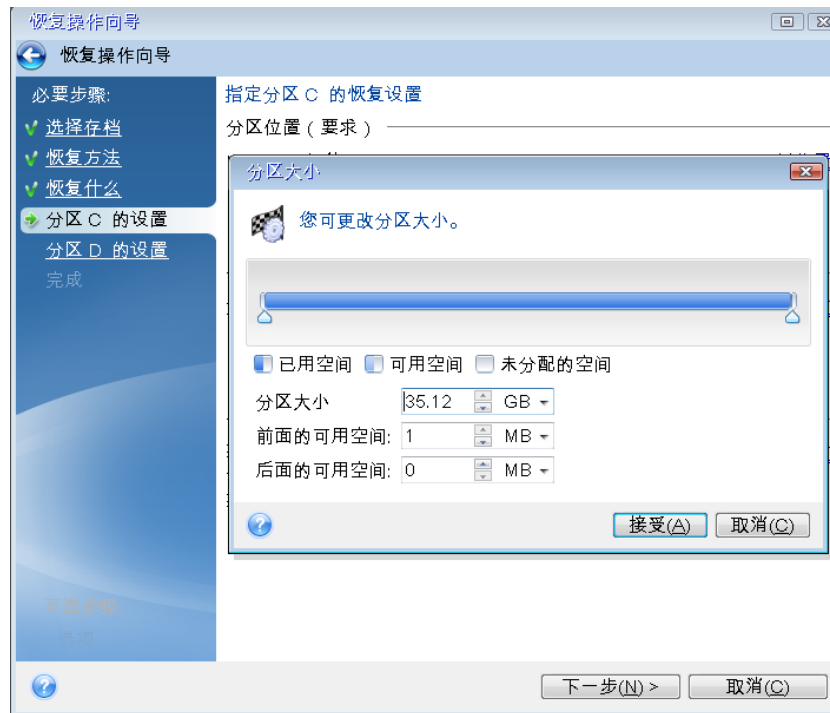 恢复操作向导
恢复操作向导
必要步骤:
选择存档
恢复方法
恢复什么
分区 C 的设置
分区 D 的设置
完成
指定分区 C 的恢复设置
分区位置 ( 要求 )
分区大小
您可更改分区大小。
已用空间 可用空间 未分配的空间
分区大小 35.12 GB
前面的可用空间: 1 MB
后面的可用空间: 0 MB
接受(A) 取消(C)
下一步(N) > 取消(C)